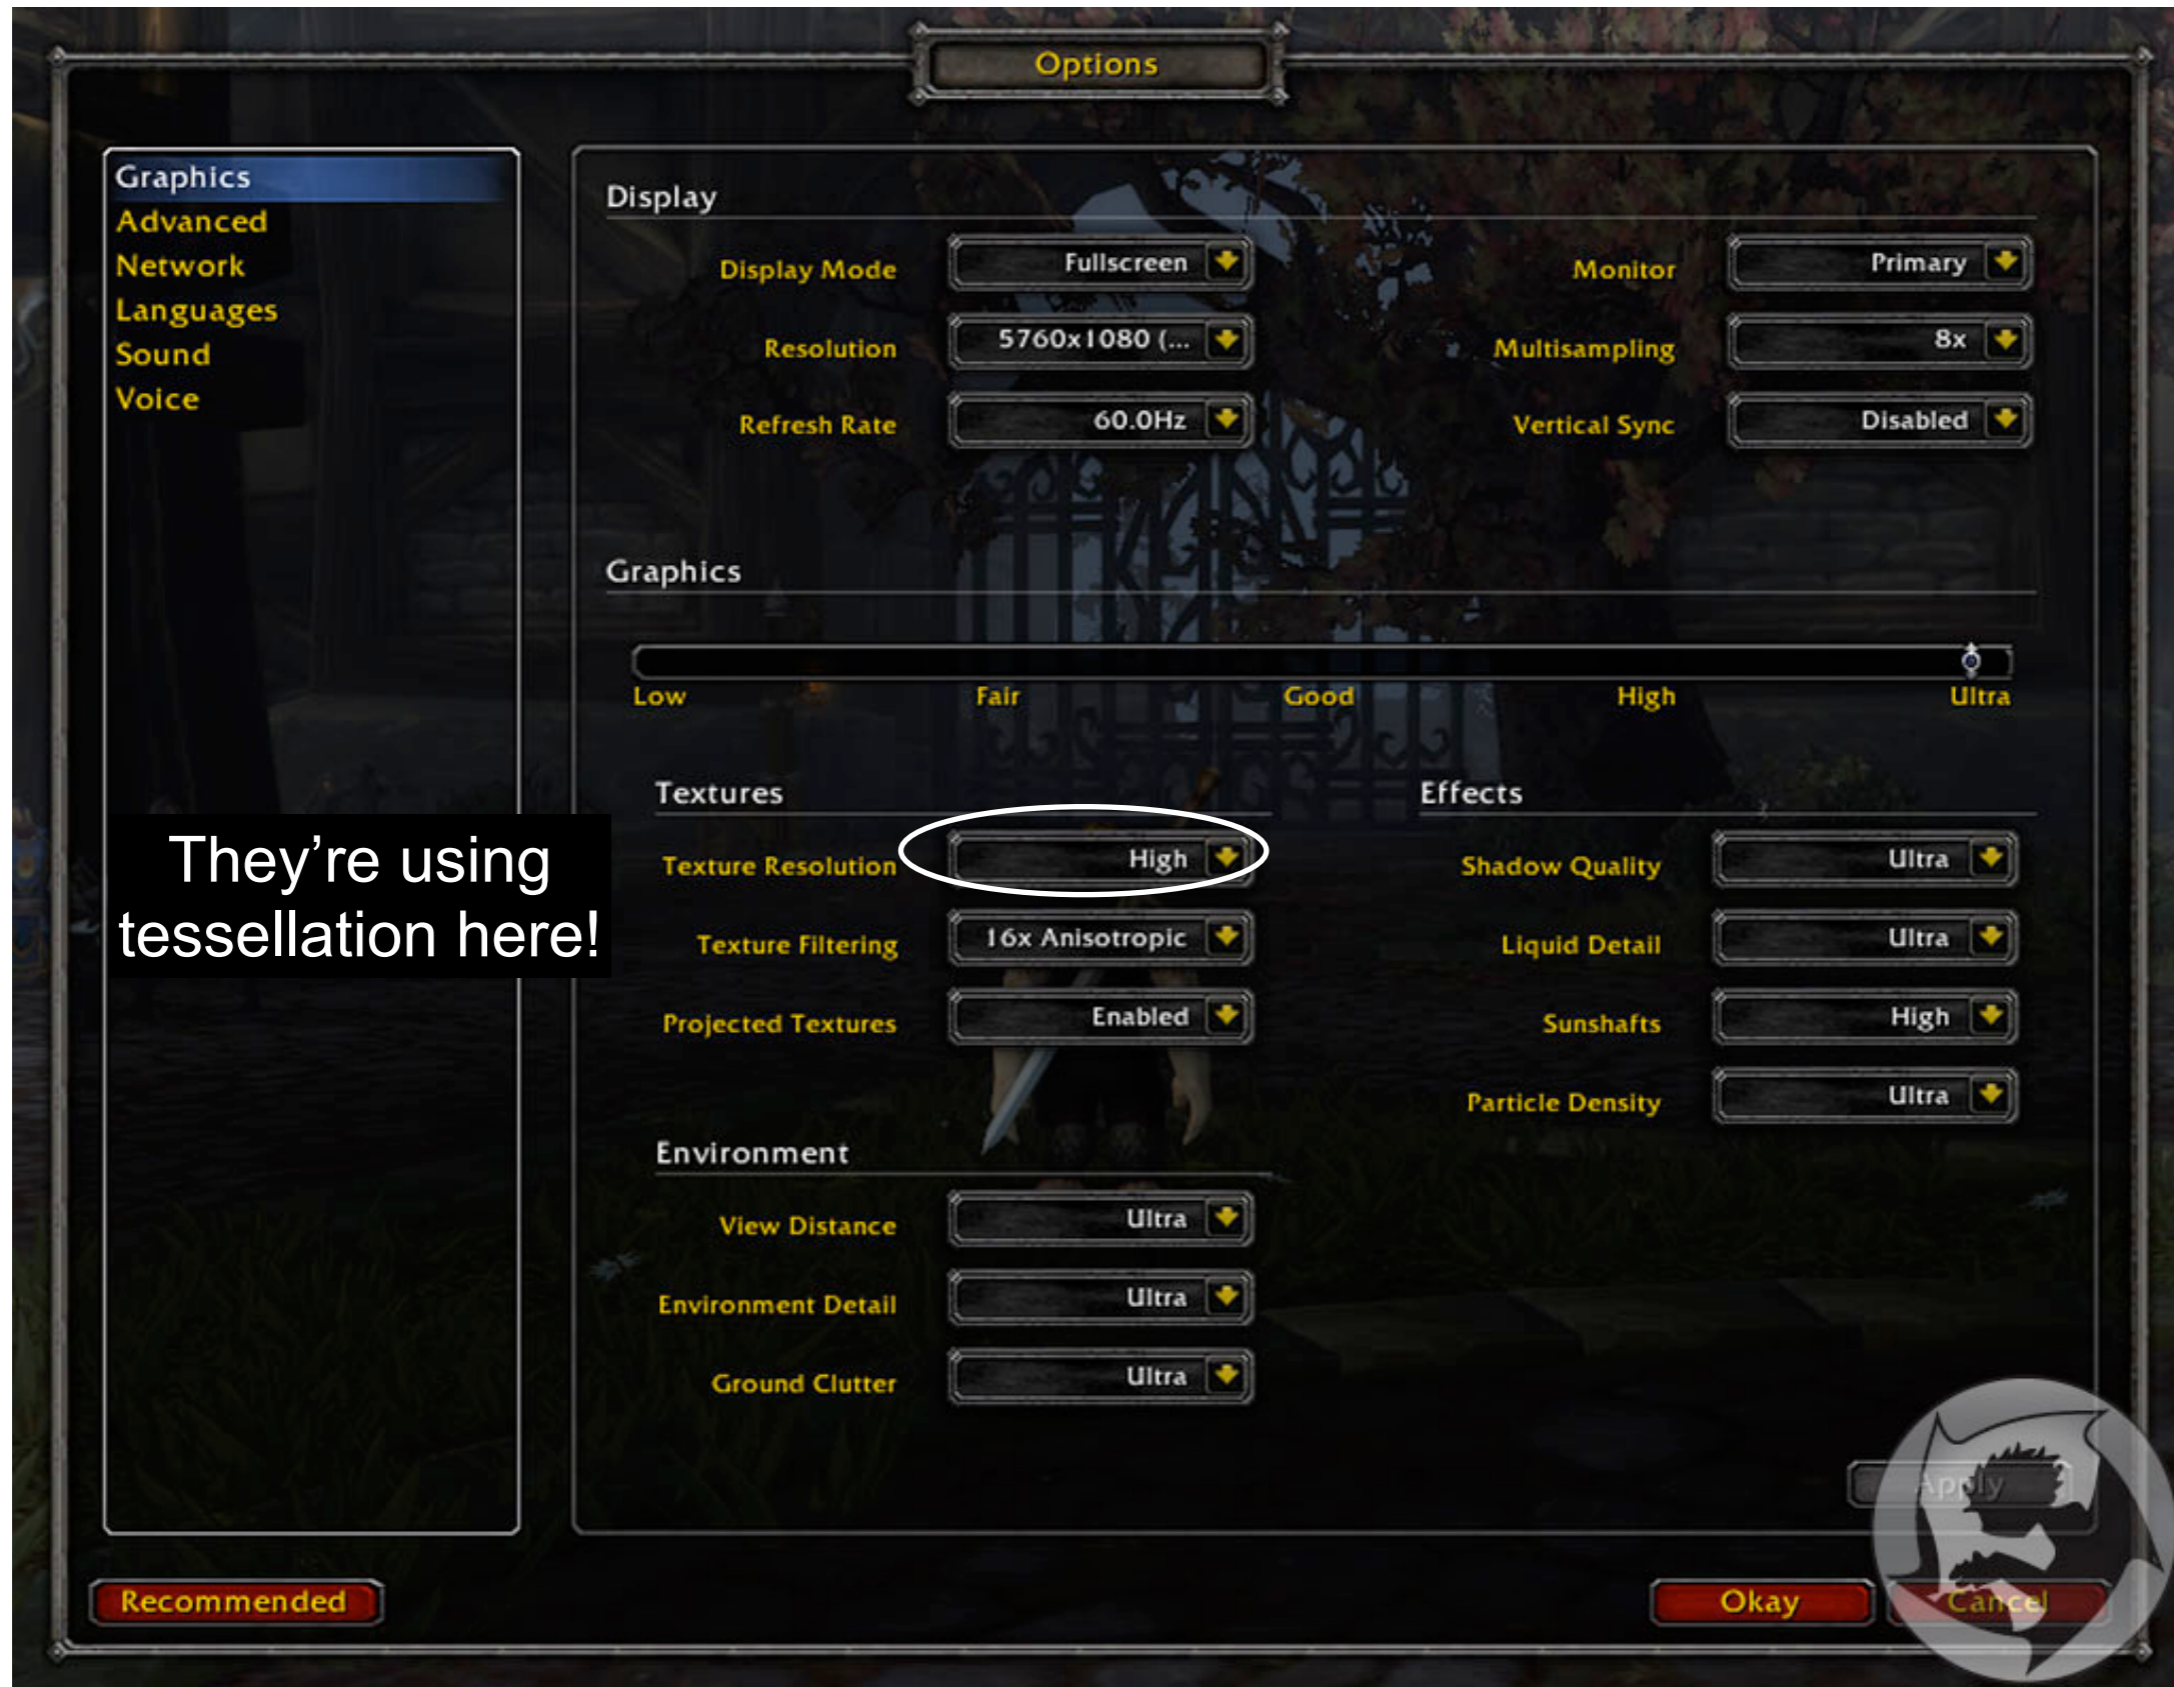 Options
Graphics
Advanced
Network
Languages
Sound
Voice
Display
Display Mode Fullscreen Monitor Primary
Resolution 5760x1080 (... Multisampling 8x
Refresh Rate 60.0Hz Vertical Sync Disabled
Graphics
Low Fair Good High Ultra
Textures Effects
They're using
tessellation here!
Texture Resolution High Shadow Quality Ultra
Texture Filtering 16x Anisotropic Liquid Detail Ultra
Projected Textures Enabled Sunshafts High
Particle Density Ultra
Environment
View Distance Ultra
Environment Detail Ultra
Ground Clutter Ultra
Apply
Recommended Okay Cancel